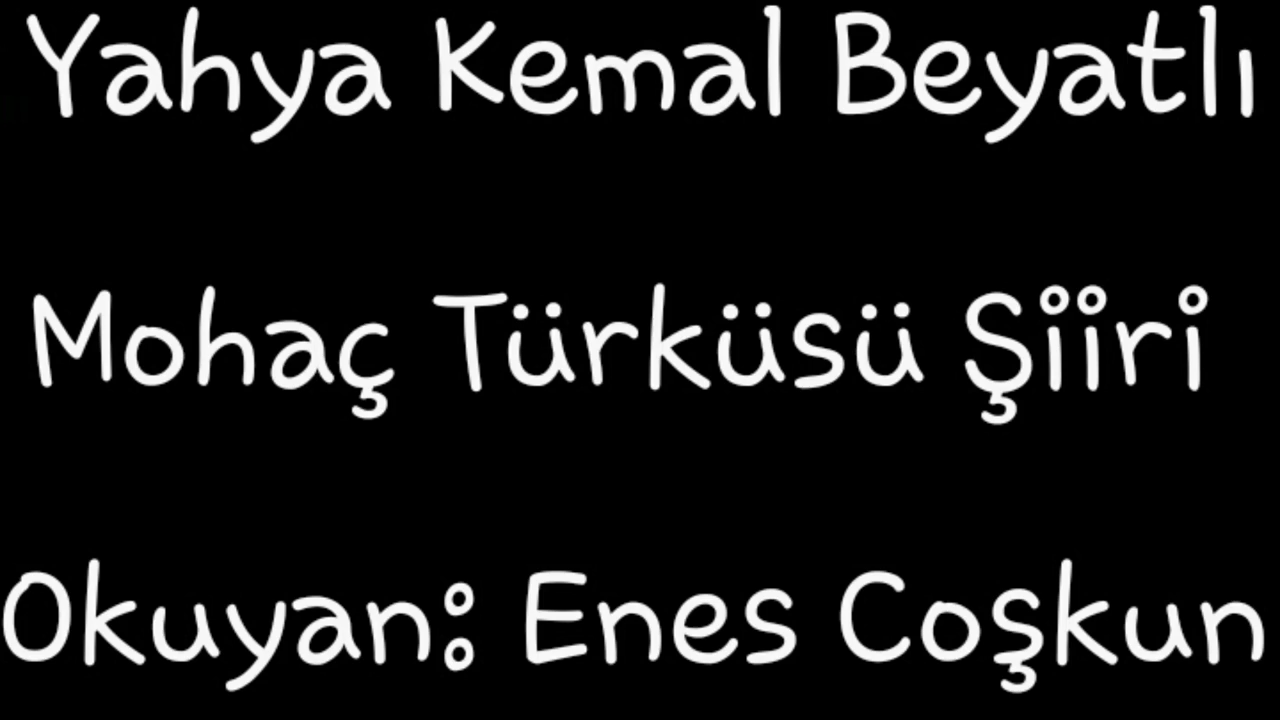 Yahya Kemal Beyatlı
Mohaç Türküsü Şiiri
Okuyan: Enes Coşkun